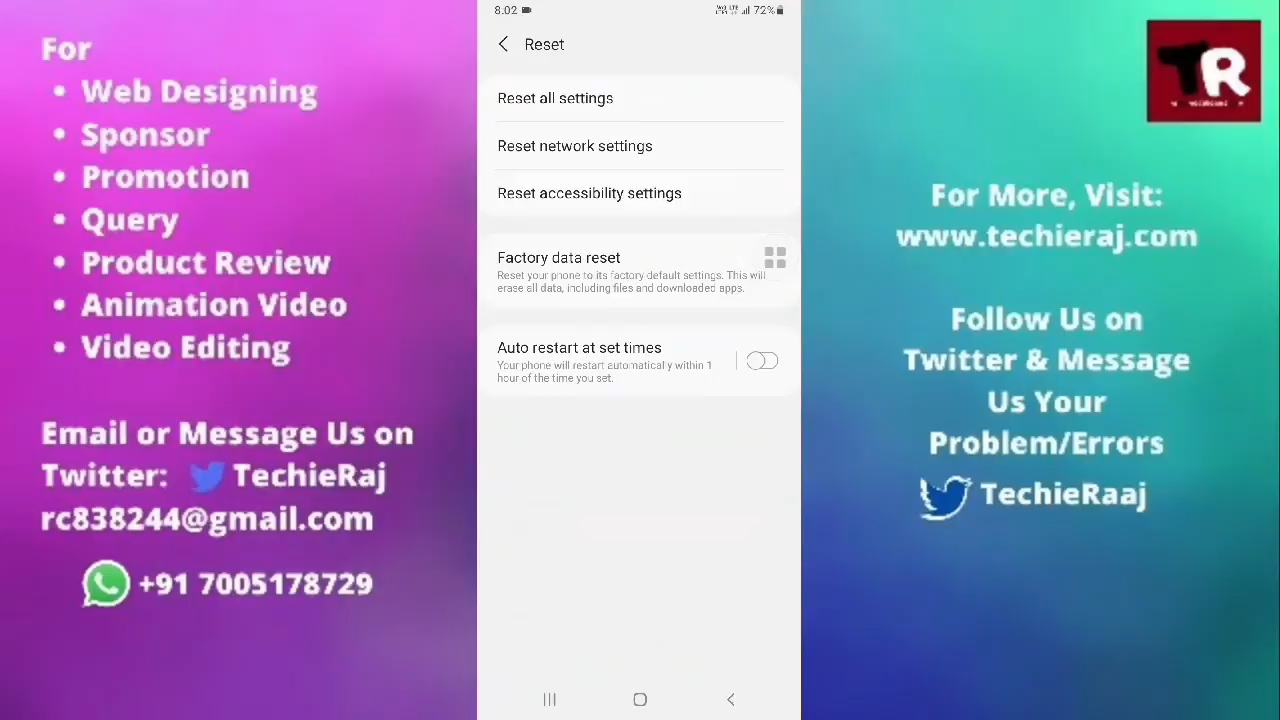 For
• Web Designing
• Sponsor
• Promotion
• Query
• Product Review
• Animation Video
• Video Editing
Email or Message Us on
Twitter: TechieRaj
rc838244@gmail.com
+91 7005178729
8:02
72%
Reset
Reset all settings
Reset network settings
Reset accessibility settings
Factory data reset
Reset your phone to its factory default settings. This will
erase all data, including files and downloaded apps.
Auto restart at set times
Your phone will restart automatically within 1
hour of the time you set.
TR
For More, Visit:
www.techieraj.com
Follow Us on
Twitter & Message
Us Your
Problem/Errors
TechieRaaj